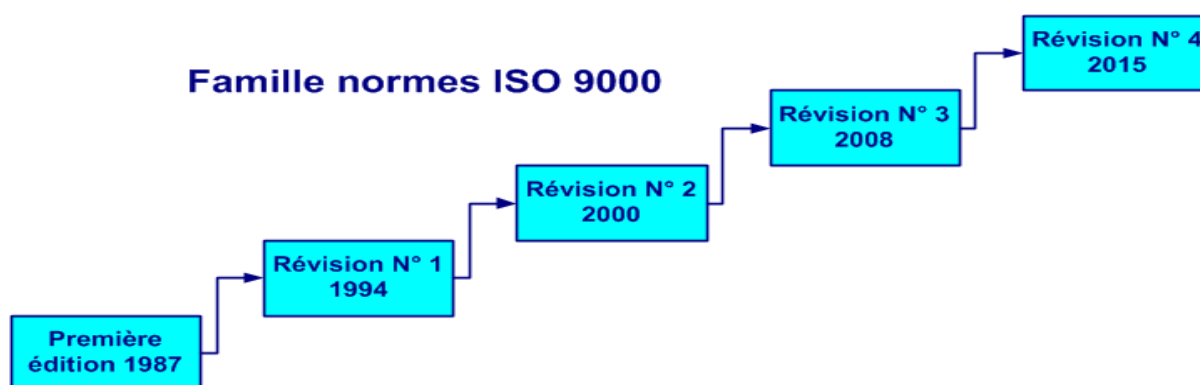 Famille normes ISO 9000
Première
édition 1987
Révision N° 1
1994
Révision N° 2
2000
Révision N° 3
2008
Révision N° 4
2015